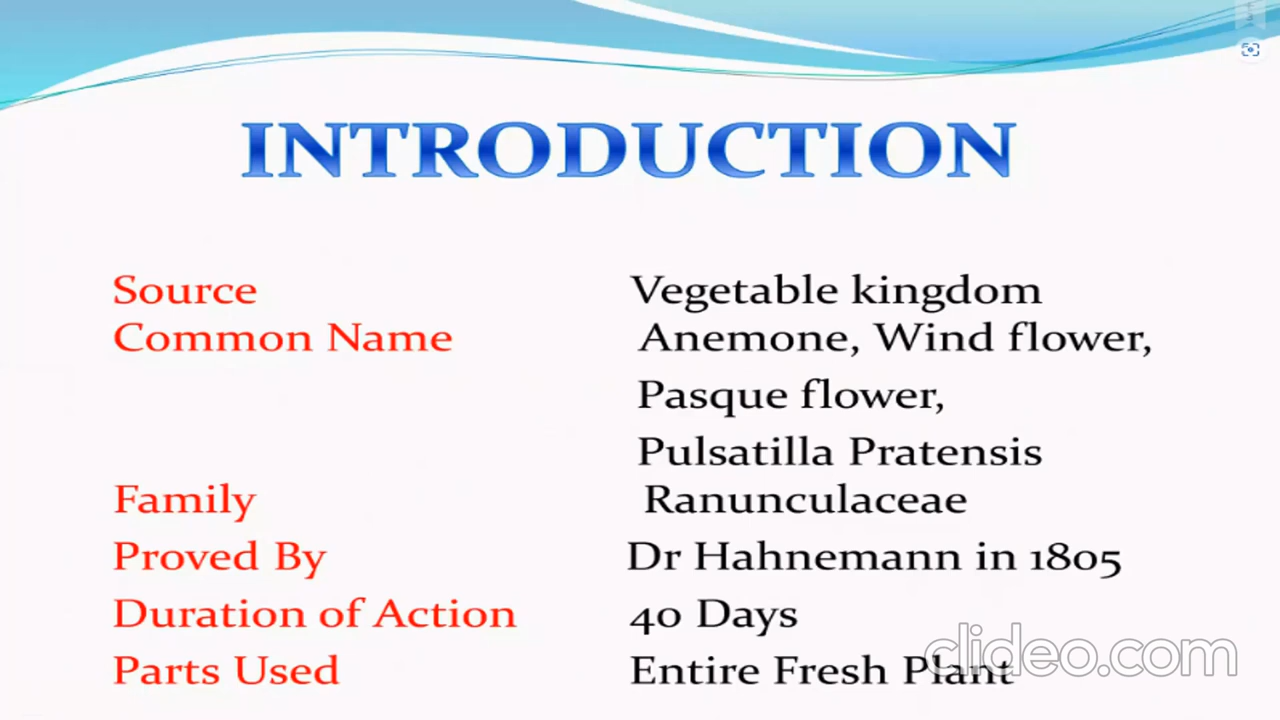 INTRODUCTION
Source Vegetable kingdom
Common Name Anemone, Wind flower,
Pasque flower,
Pulsatilla Pratensis
Family Ranunculaceae
Proved By Dr Hahnemann in 1805
Duration of Action 40 Days
Parts Used Entire Fresh Plant
clideo.com